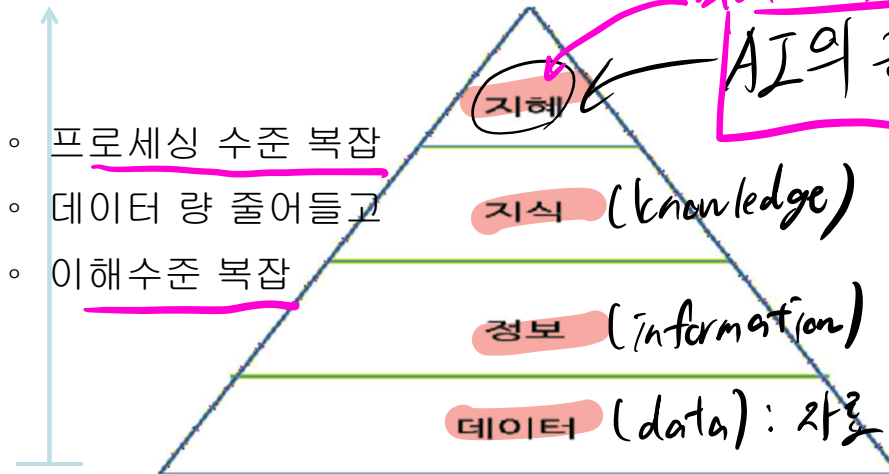 AI의
지혜
◦ 프로세싱 수준 복잡
◦ 데이터 량 줄어들고
지식 (knowledge)
◦ 이해수준 복잡
정보 (information)
데이터 (data) : 자료